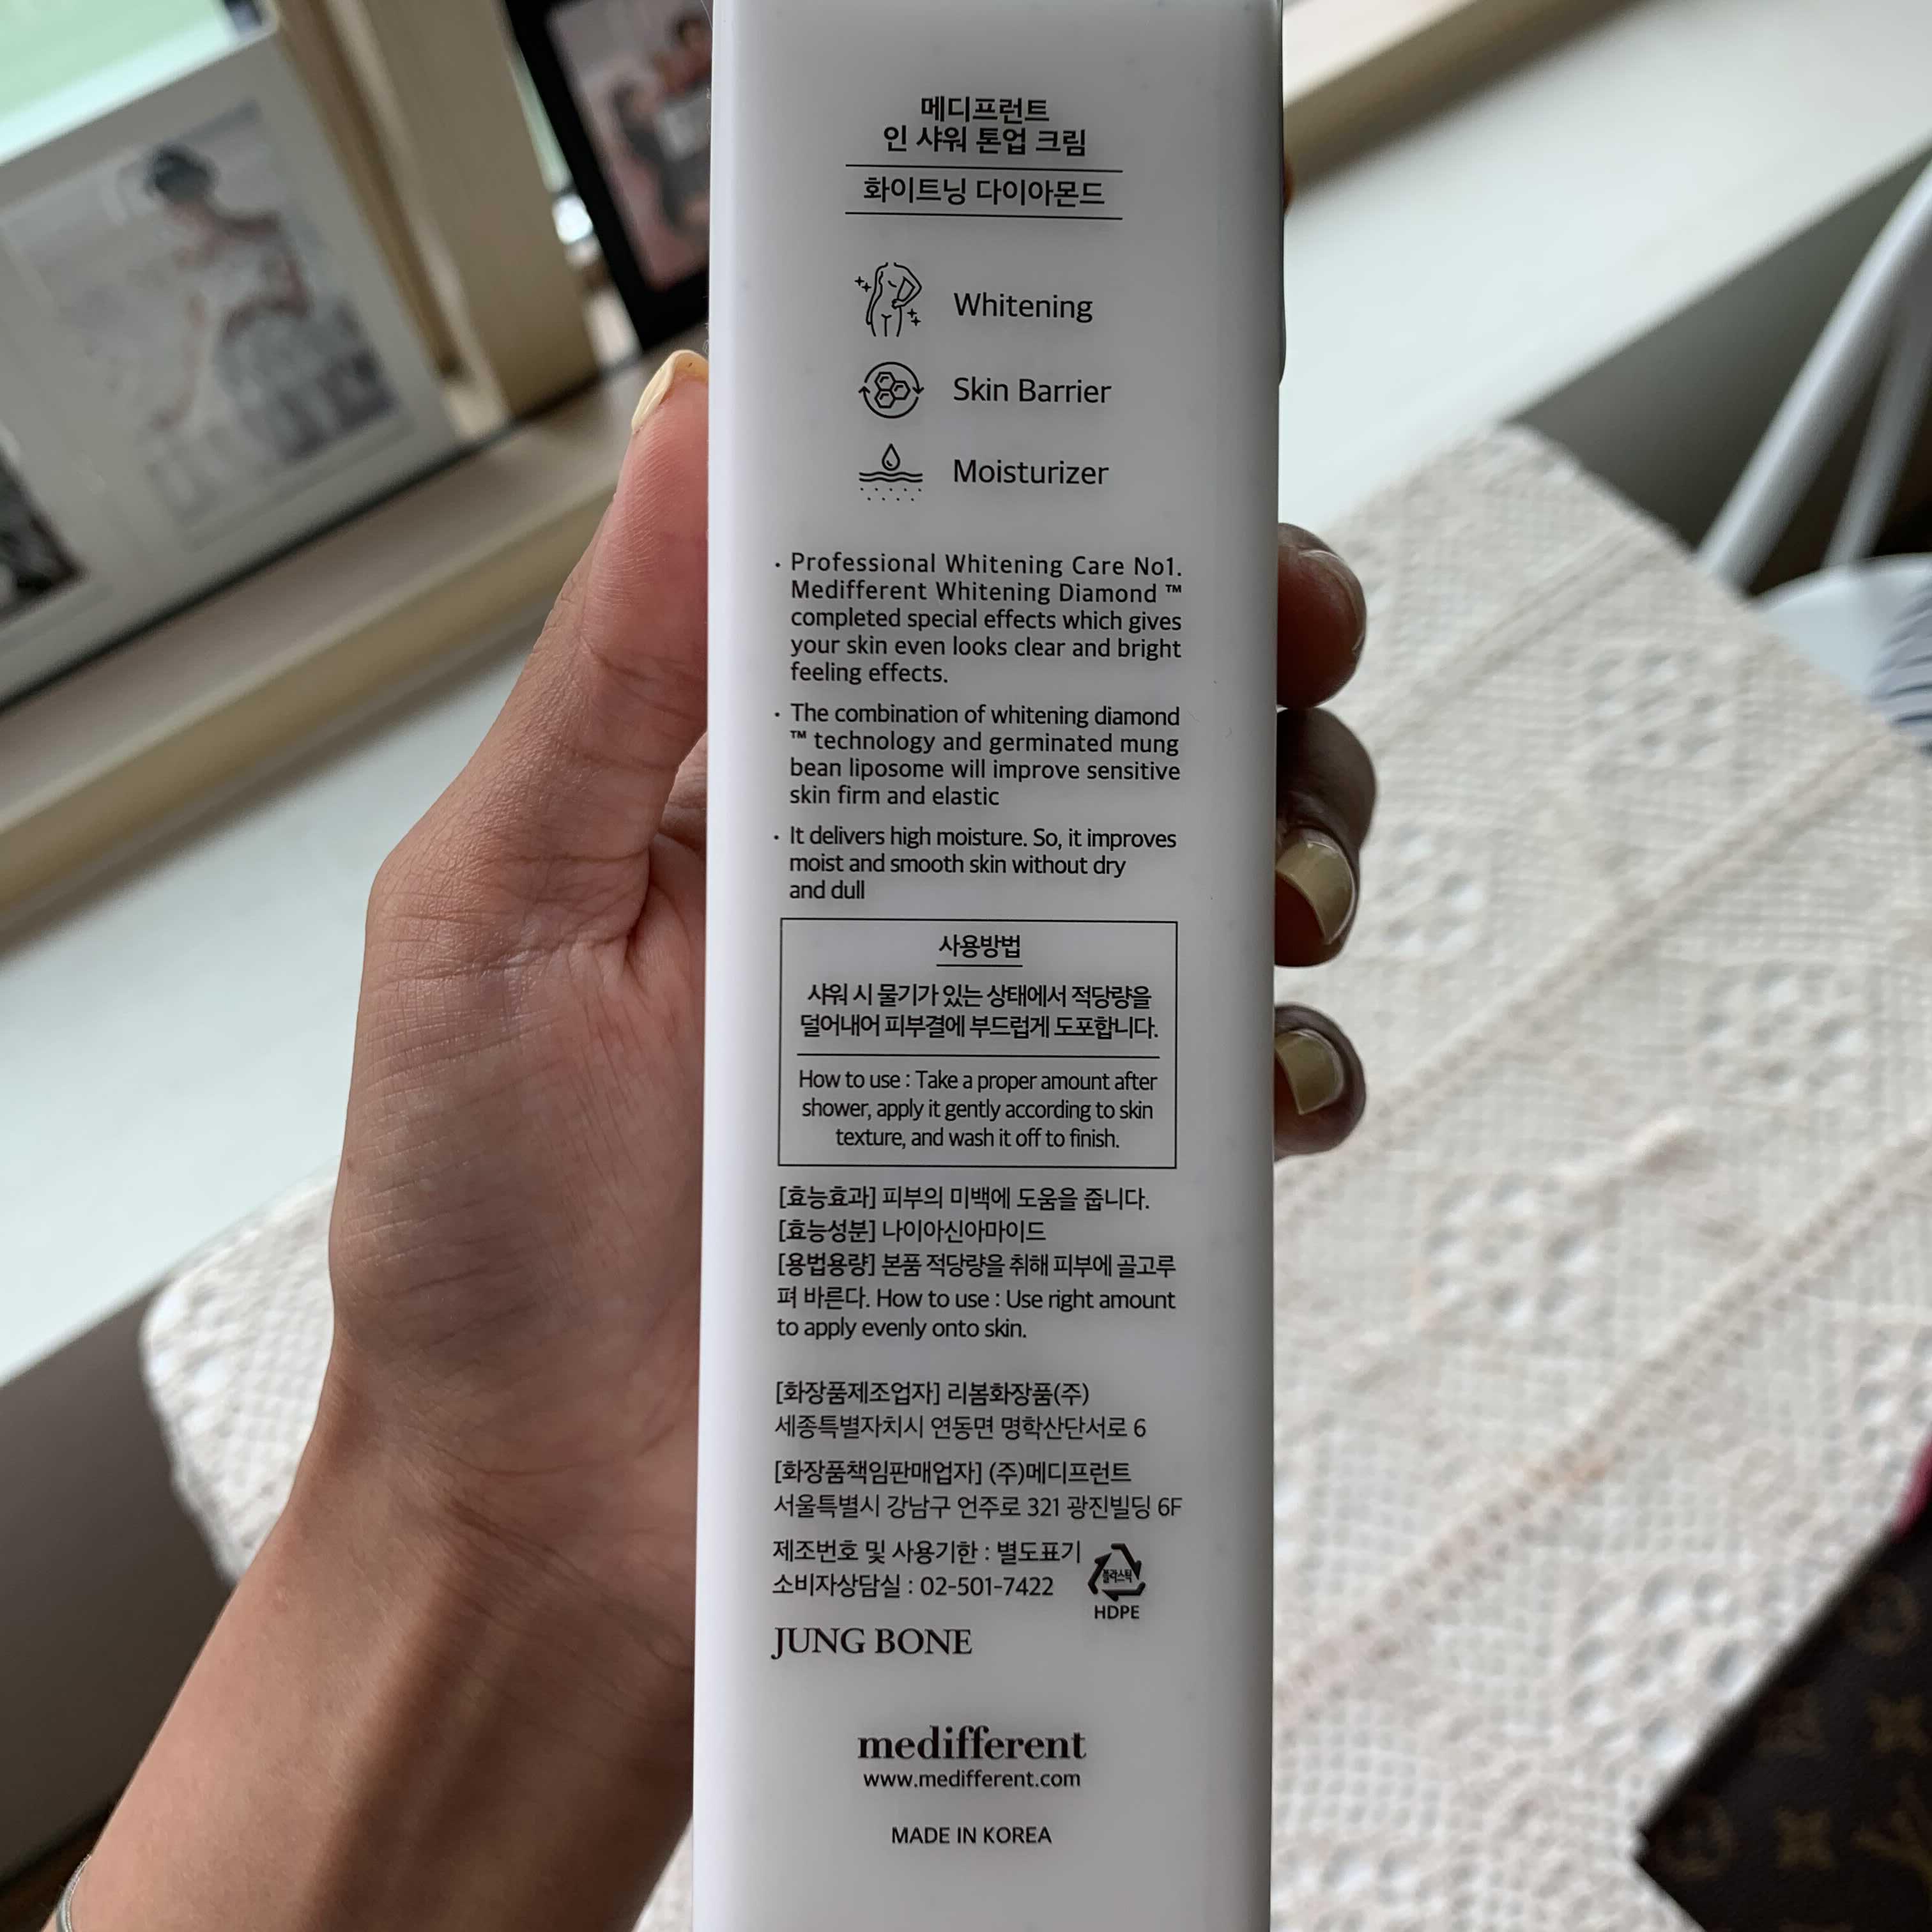 메디프런트
인 샤워 톤업 크림
화이트닝 다이아몬드
Whitening
Skin Barrier
Moisturizer
· Professional Whitening Care No1.
Medifferent Whitening Diamond ™
completed special effects which gives
your skin even looks clear and bright
feeling effects.
· The combination of whitening diamond
™ technology and germinated mung
bean liposome will improve sensitive
skin firm and elastic
· It delivers high moisture. So, it improves
moist and smooth skin without dry
and dull
사용방법
샤워 시 물기가 있는 상태에서 적당량을
덜어내어 피부결에 부드럽게 도포합니다.
How to use : Take a proper amount after
shower, apply it gently according to skin
texture, and wash it off to finish.
[효능효과] 피부의 미백에 도움을 줍니다.
[효능성분] 나이아신아마이드
[용법용량] 본품 적당량을 취해 피부에 골고루
펴 바른다. How to use : Use right amount
to apply evenly onto skin.
[화장품제조업자] 리봄화장품(주)
세종특별자치시 연동면 명학산단서로 6
[화장품책임판매업자] (주)메디프런트
서울특별시 강남구 언주로 321 광진빌딩 6F
제조번호 및 사용기한 : 별도표기
소비자상담실 : 02-501-7422
플라스틱
HDPE
JUNG BONE
medifferent
www.medifferent.com
MADE IN KOREA